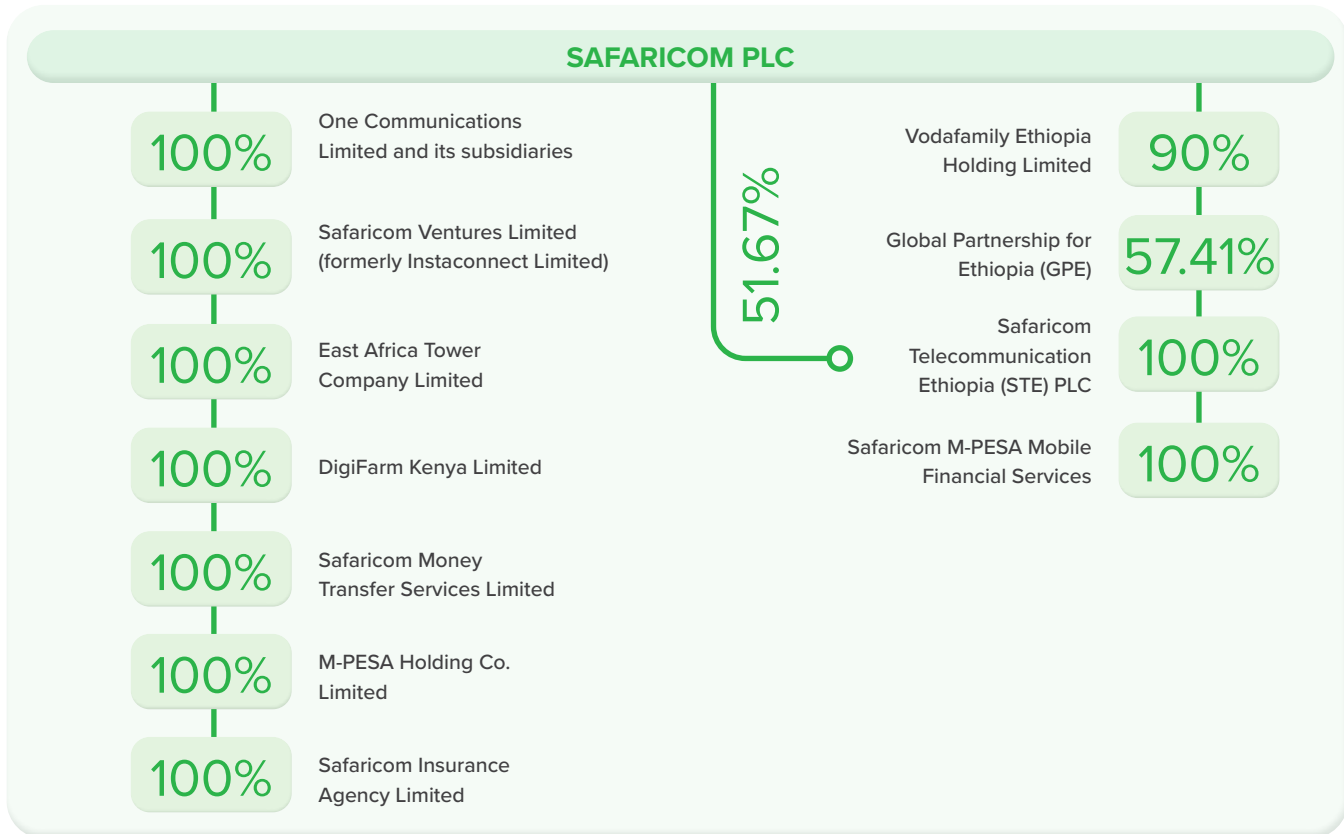 SAFARICOM PLC
100%
One Communications
Limited and its subsidiaries
100%
Safaricom Ventures Limited
(formerly Instaconnect Limited)
100%
East Africa Tower
Company Limited
100%
DigiFarm Kenya Limited
100%
Safaricom Money
Transfer Services Limited
100%
M-PESA Holding Co.
Limited
100%
Safaricom Insurance
Agency Limited
51.67%
Vodafamily Ethiopia
Holding Limited
90%
Global Partnership for
Ethiopia (GPE)
57.41%
Safaricom
Telecommunication
Ethiopia (STE) PLC
100%
Safaricom M-PESA Mobile
Financial Services
100%